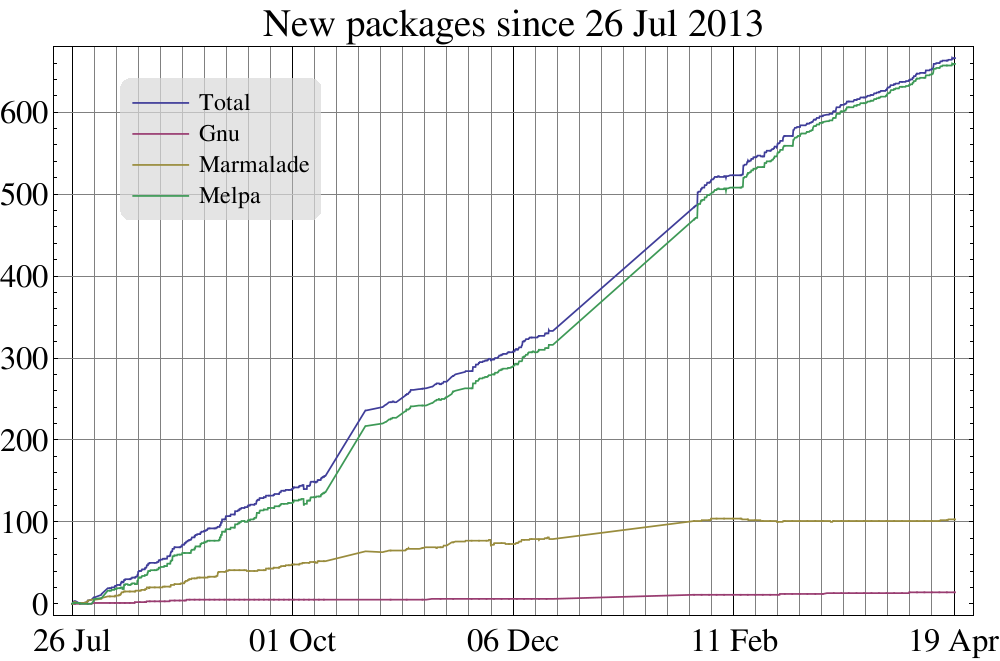 New packages since 26 Jul 2013
Total
Gnu
Marmalade
Melpa
600
500
400
300
200
100
0
26 Jul 01 Oct 06 Dec 11 Feb 19 Apr